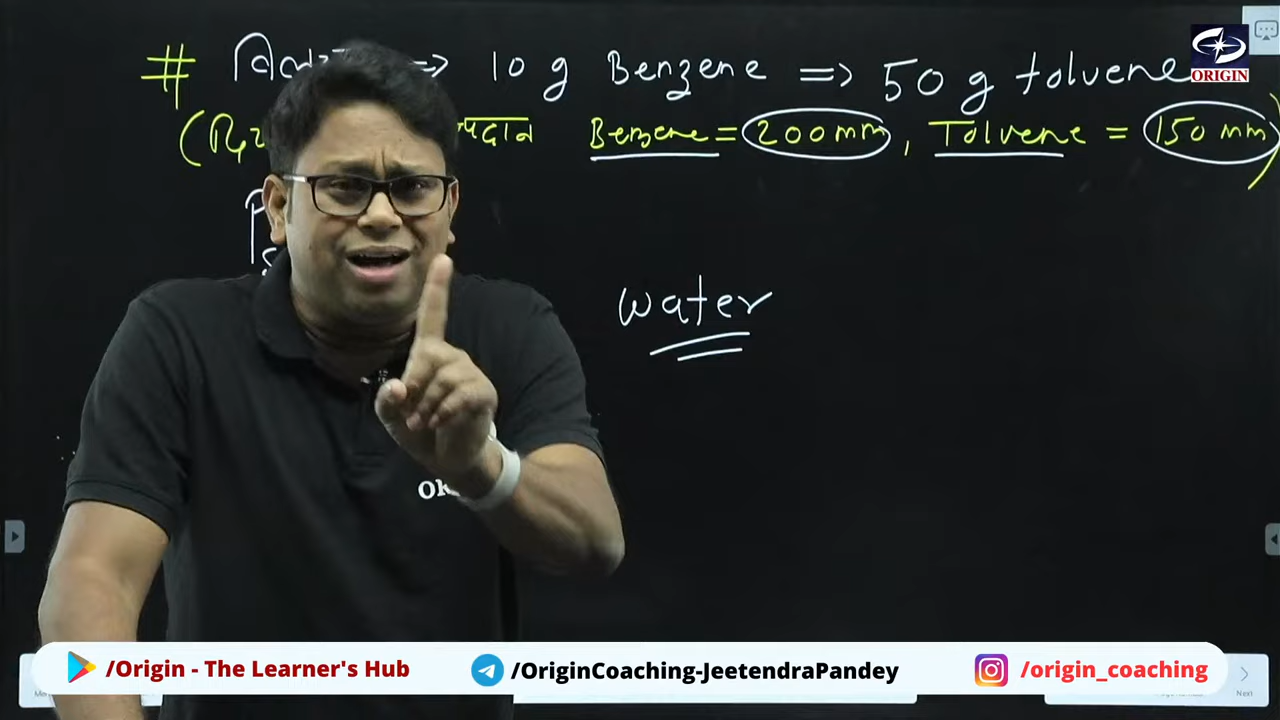 ORIGIN
# ⇒ 10 g Benzene ⇒ 50 g toluene
Benzene = 200 mm, Toluene = 150 mm)
water
/Origin - The Learner's Hub
/OriginCoaching-JeetendraPandey
/origin_coaching
Next